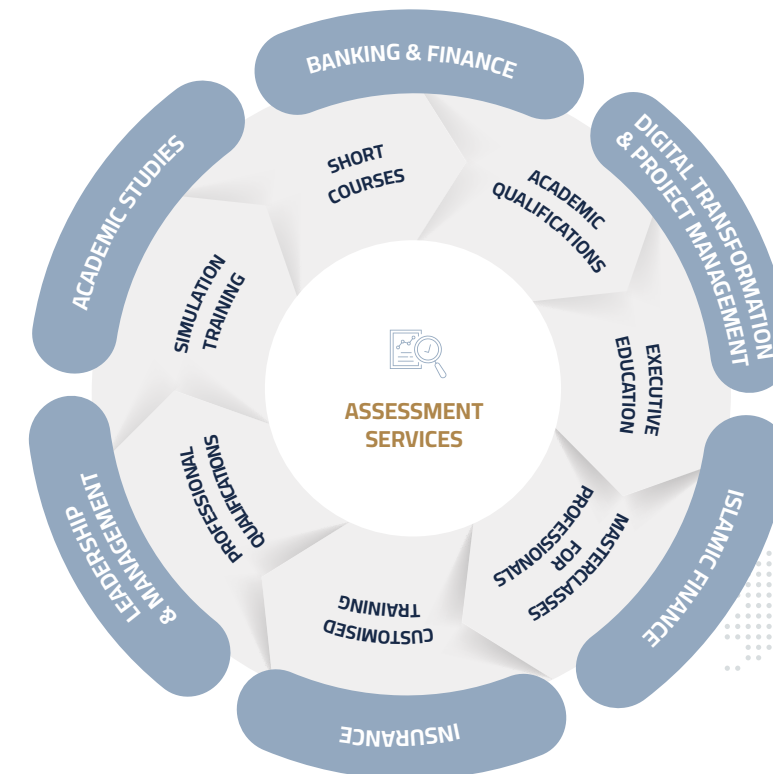 BANKING & FINANCE
DIGITAL TRANSFORMATION
& PROJECT MANAGEMENT
ISLAMIC FINANCE
INSURANCE
LEADERSHIP
& MANAGEMENT
ACADEMIC STUDIES
SHORT
COURSES
ACADEMIC
QUALIFICATIONS
EXECUTIVE
EDUCATION
MASTERCLASSES
FOR
PROFESSIONALS
CUSTOMISED
TRAINING
PROFESSIONAL
QUALIFICATIONS
SIMULATION
TRAINING
ASSESSMENT
SERVICES